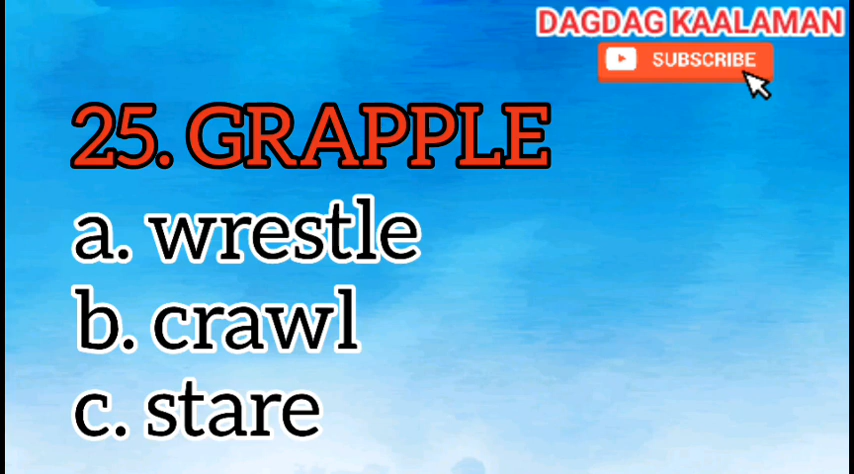 DAGDAG KAALAMAN
SUBSCRIBE
25. GRAPPLE
a. wrestle
b. crawl
c. stare